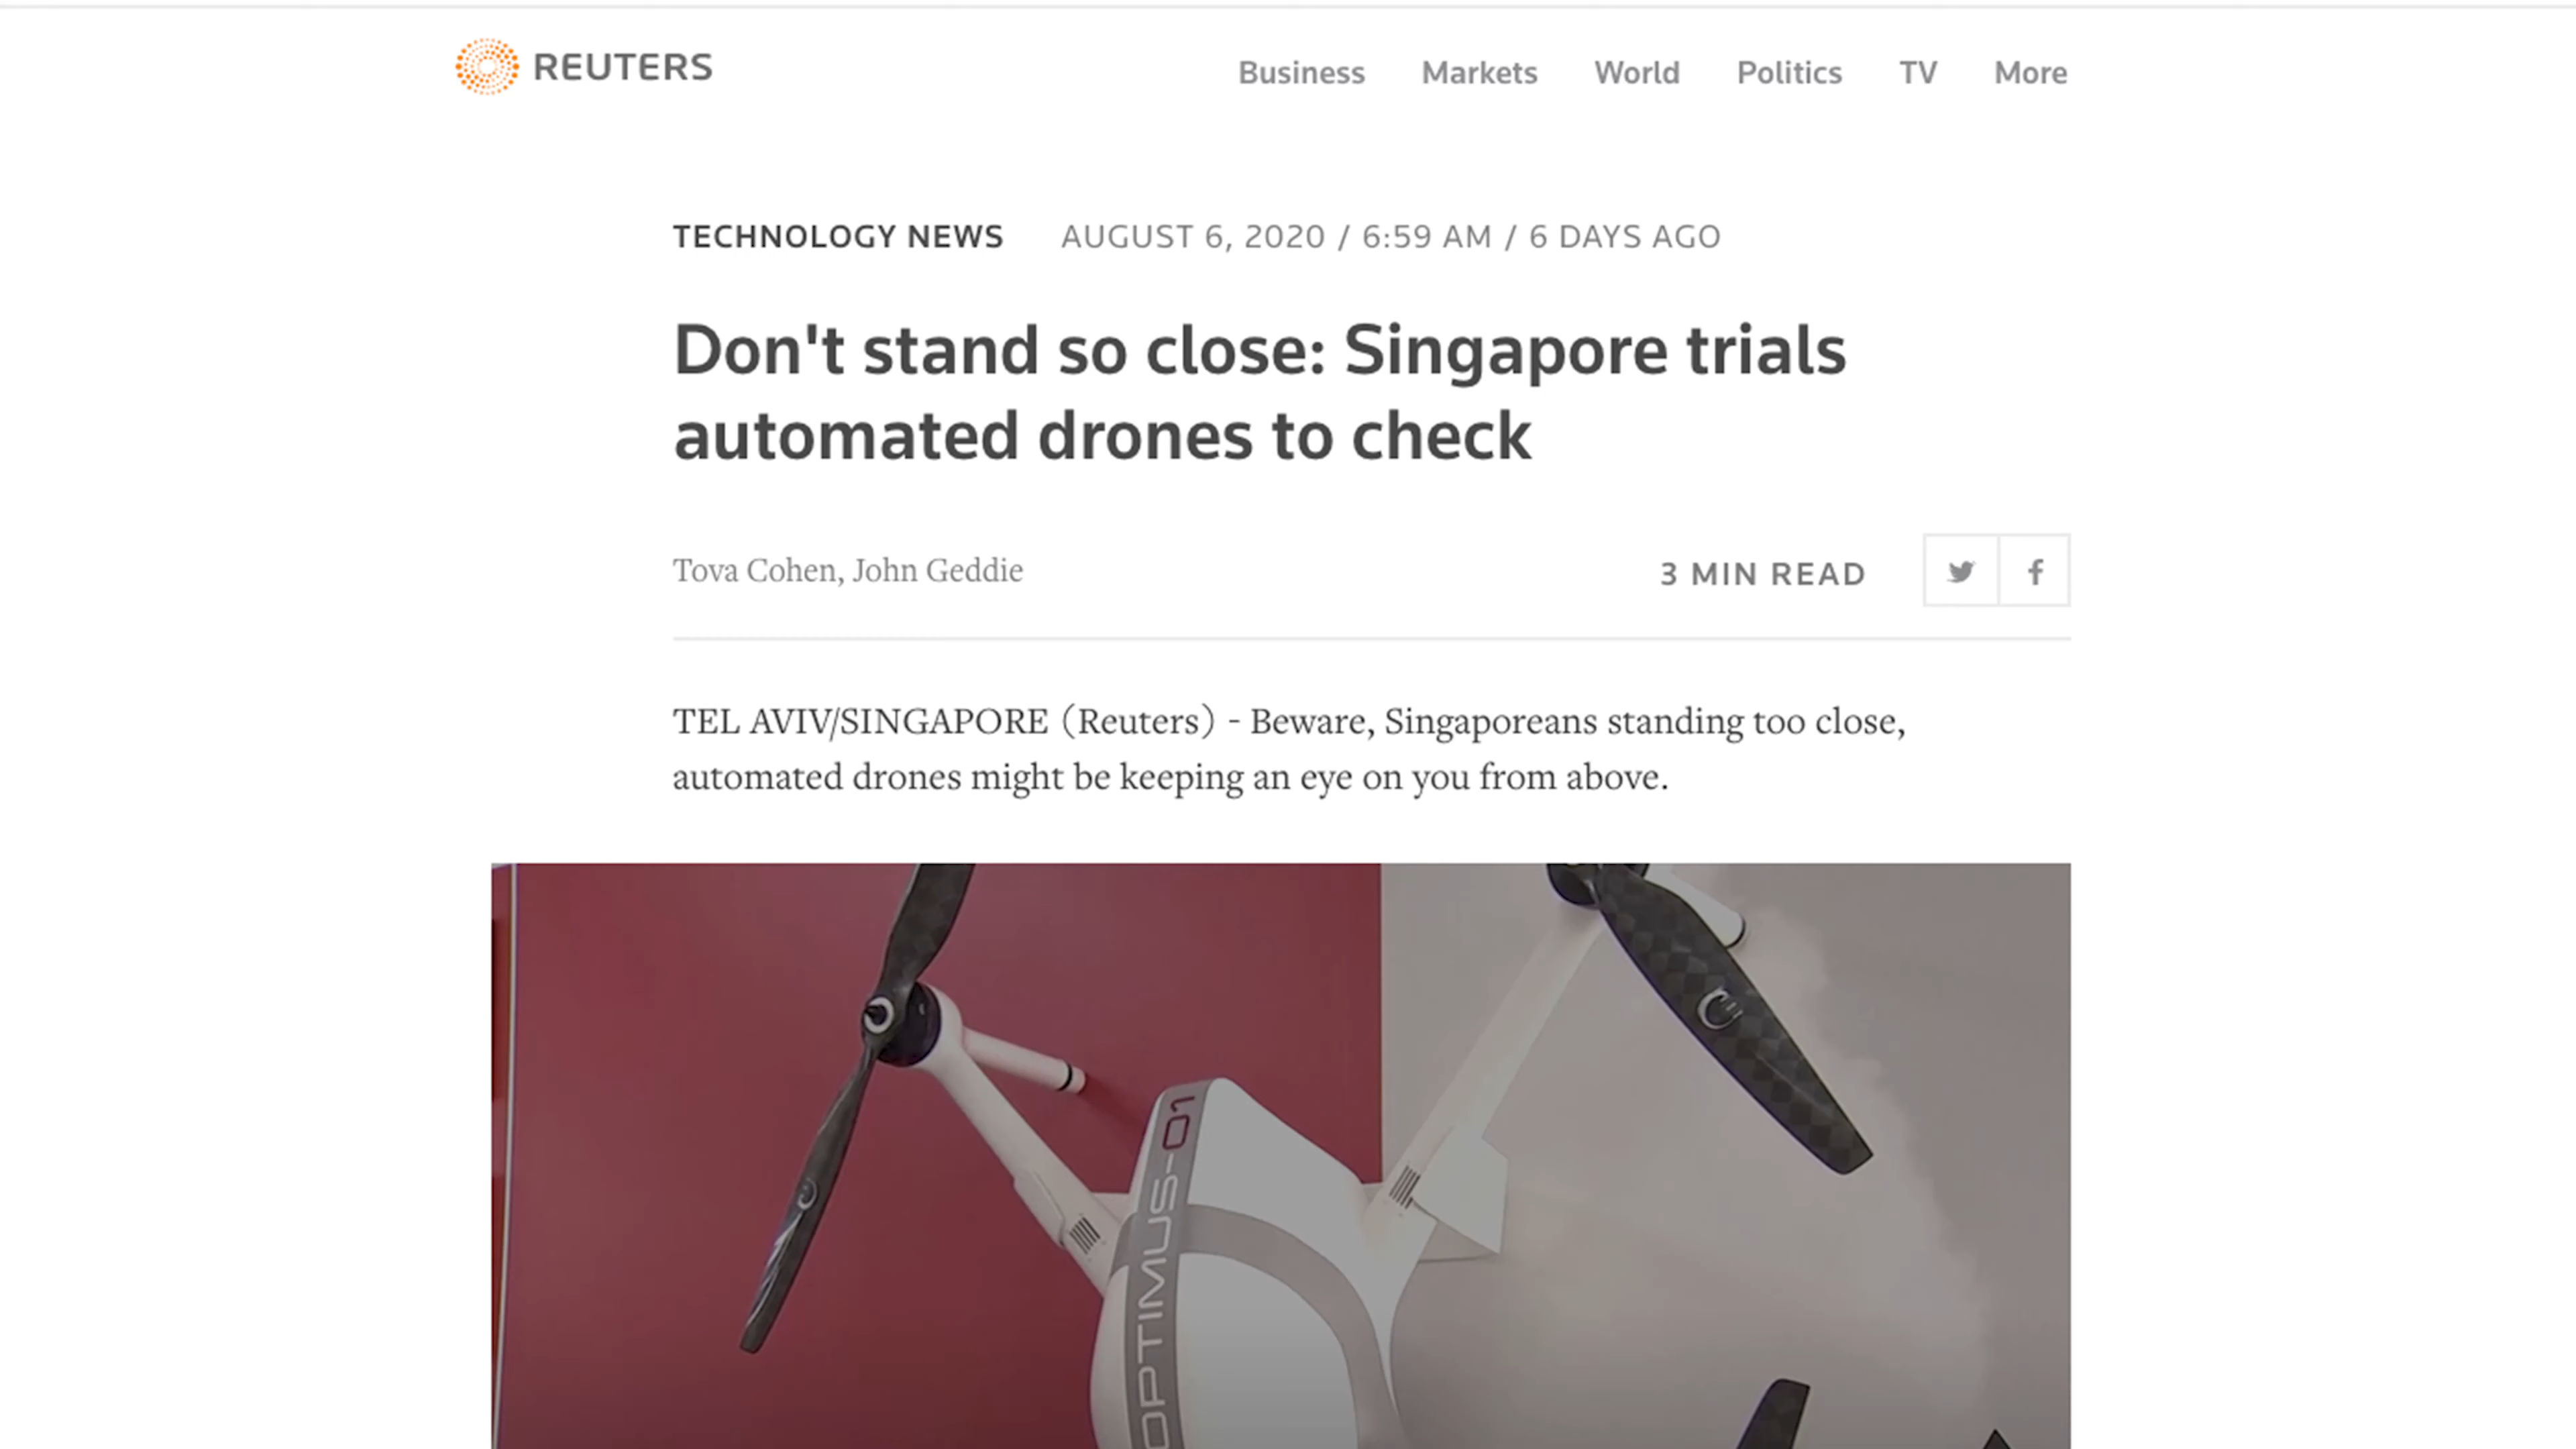 REUTERS
Business Markets World Politics TV More
TECHNOLOGY NEWS AUGUST 6, 2020 / 6:59 AM / 6 DAYS AGO
Don't stand so close: Singapore trials
automated drones to check
Tova Cohen, John Geddie
3 MIN READ
TEL AVIV/SINGAPORE (Reuters) - Beware, Singaporeans standing too close,
automated drones might be keeping an eye on you from above.
OPTIMUS-01